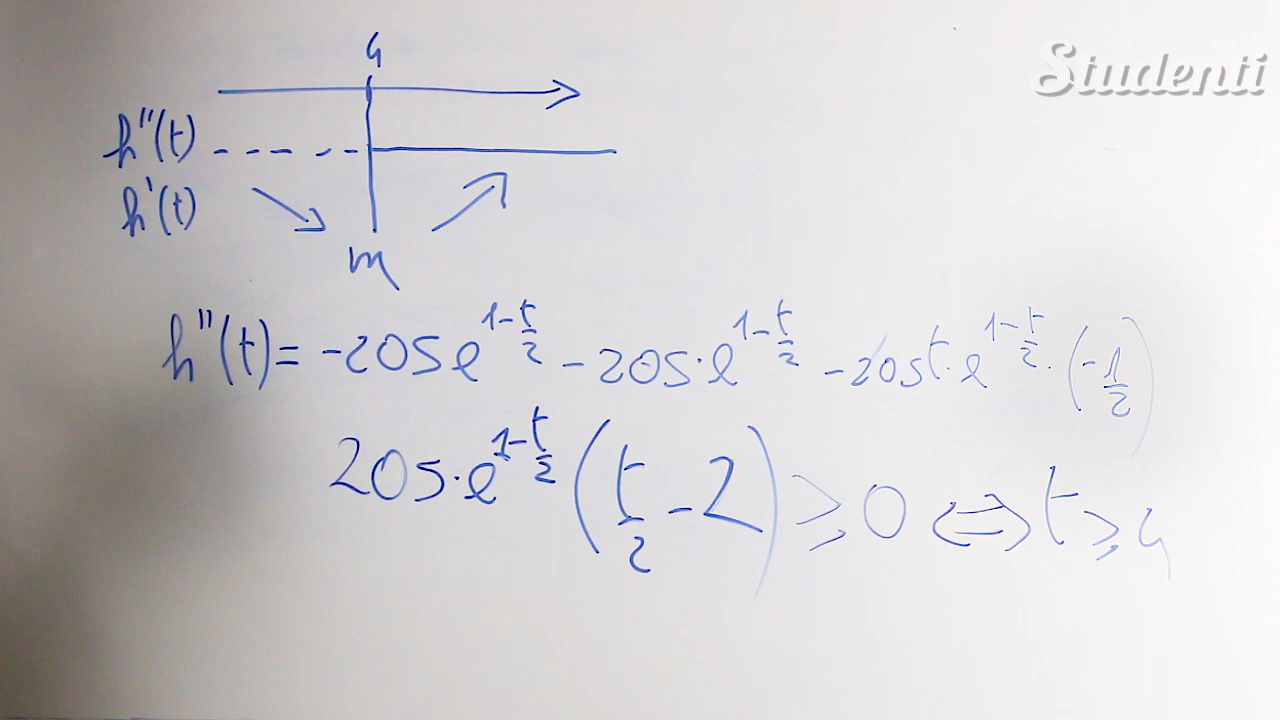 Studenti
4
h''(t)
h'(t)
m
h''(t) = -205e^{1-t/2} - 205·e^{1-t/2} - 205t·e^{1-t/2}·(-1/2)
205·e^{1-t/2} (t/2 - 2) ≥ 0 ⇔ t ≥ 4